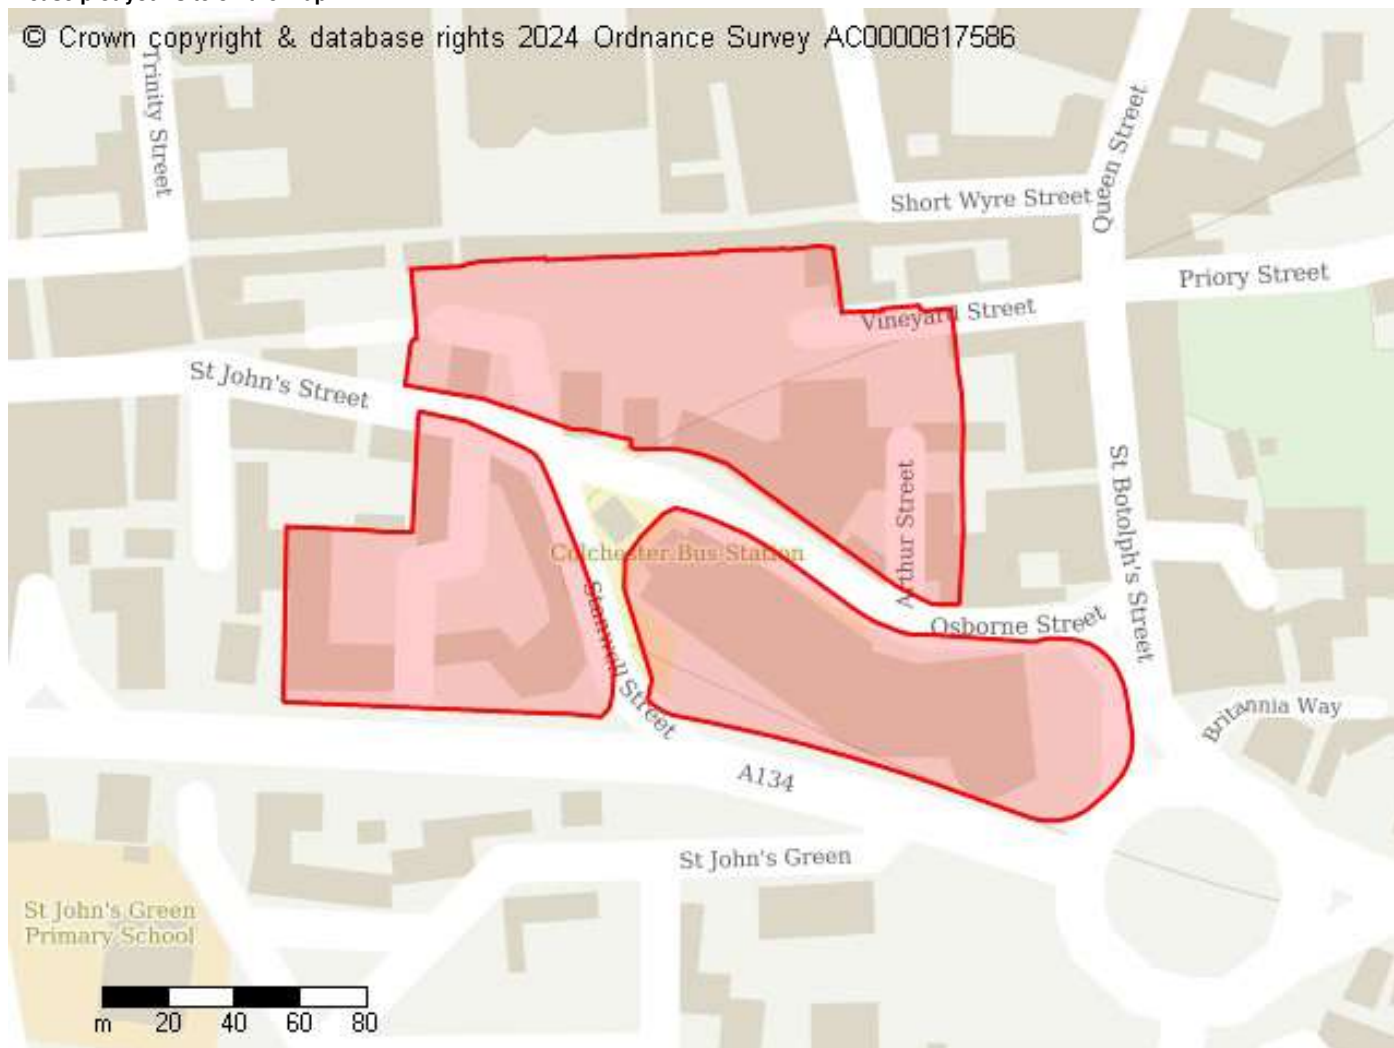 © Crown copyright & database rights 2024 Ordnance Survey AC0000817586
Trinity Street
Queen Street
Short Wyre Street
Priory Street
Vineyard Street
St John's Street
Arthur Street
St Botolph's Street
Colchester Bus Station
Stanwell Street
Osborne Street
Britannia Way
A134
St John's Green
St John's Green
Primary School
m 20 40 60 80